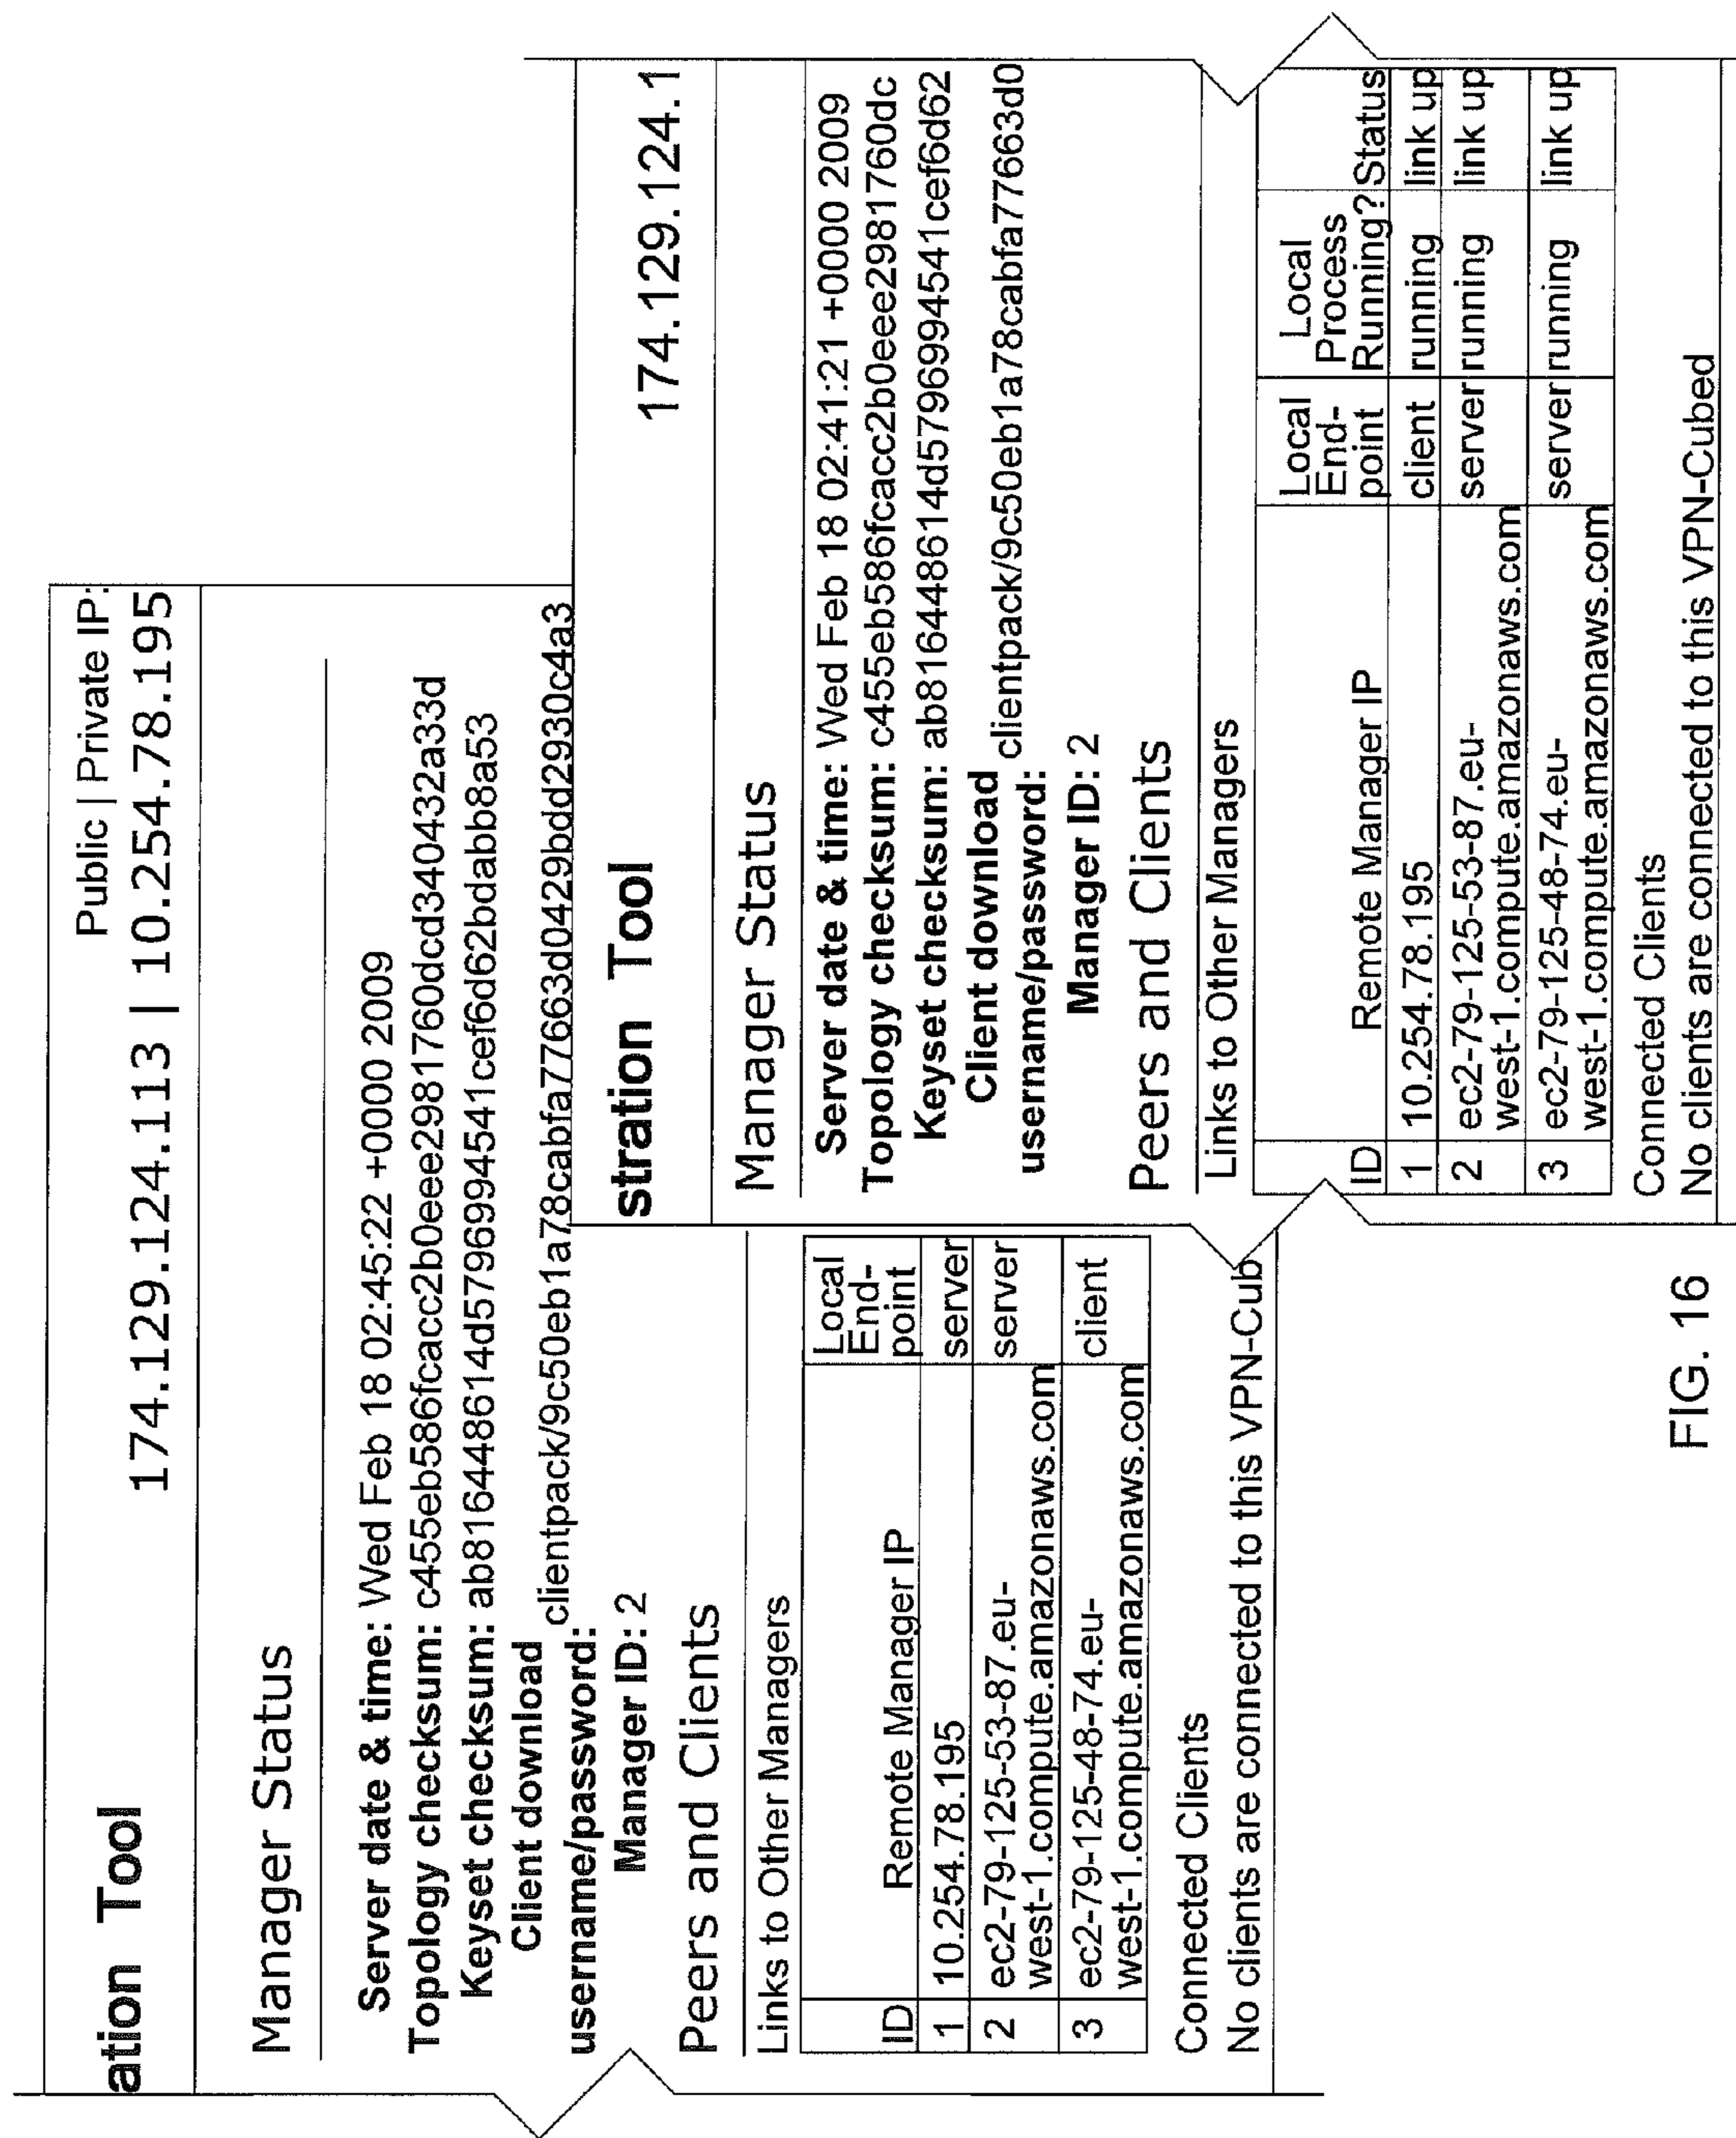 ation Tool
Public | Private IP:
174.129.124.113 | 10.254.78.195
Manager Status
Server date & time: Wed Feb 18 02:45:22 +0000 2009
Topology checksum: c455eb586fcacc2b0eee2981760dcd340432a33d
Keyset checksum: ab816448614d5796994541cef6d62bdabb8a53
Client download
username/password: clientpack/9c50eb1a78cabfa77663d0429bdd2930c4a3
Manager ID: 2
Peers and Clients
Links to Other Managers
ID Remote Manager IP Local End-point
1 10.254.78.195 server
2 ec2-79-125-53-87.eu- server
west-1.compute.amazonaws.com
3 ec2-79-125-48-74.eu- client
west-1.compute.amazonaws.com
Connected Clients
No clients are connected to this VPN-Cub
stration Tool
174.129.124.1
Manager Status
Server date & time: Wed Feb 18 02:41:21 +0000 2009
Topology checksum: c455eb586fcacc2b0eee2981760dc
Keyset checksum: ab816448614d5796994541cef6d62
Client download
username/password: clientpack/9c50eb1a78cabfa77663d0
Manager ID: 2
Peers and Clients
Links to Other Managers
ID Remote Manager IP Local End-point Local Process Running? Status
1 10.254.78.195 client running link up
2 ec2-79-125-53-87.eu- server running link up
west-1.compute.amazonaws.com
3 ec2-79-125-48-74.eu- server running link up
west-1.compute.amazonaws.com
Connected Clients
No clients are connected to this VPN-Cubed
FIG. 16